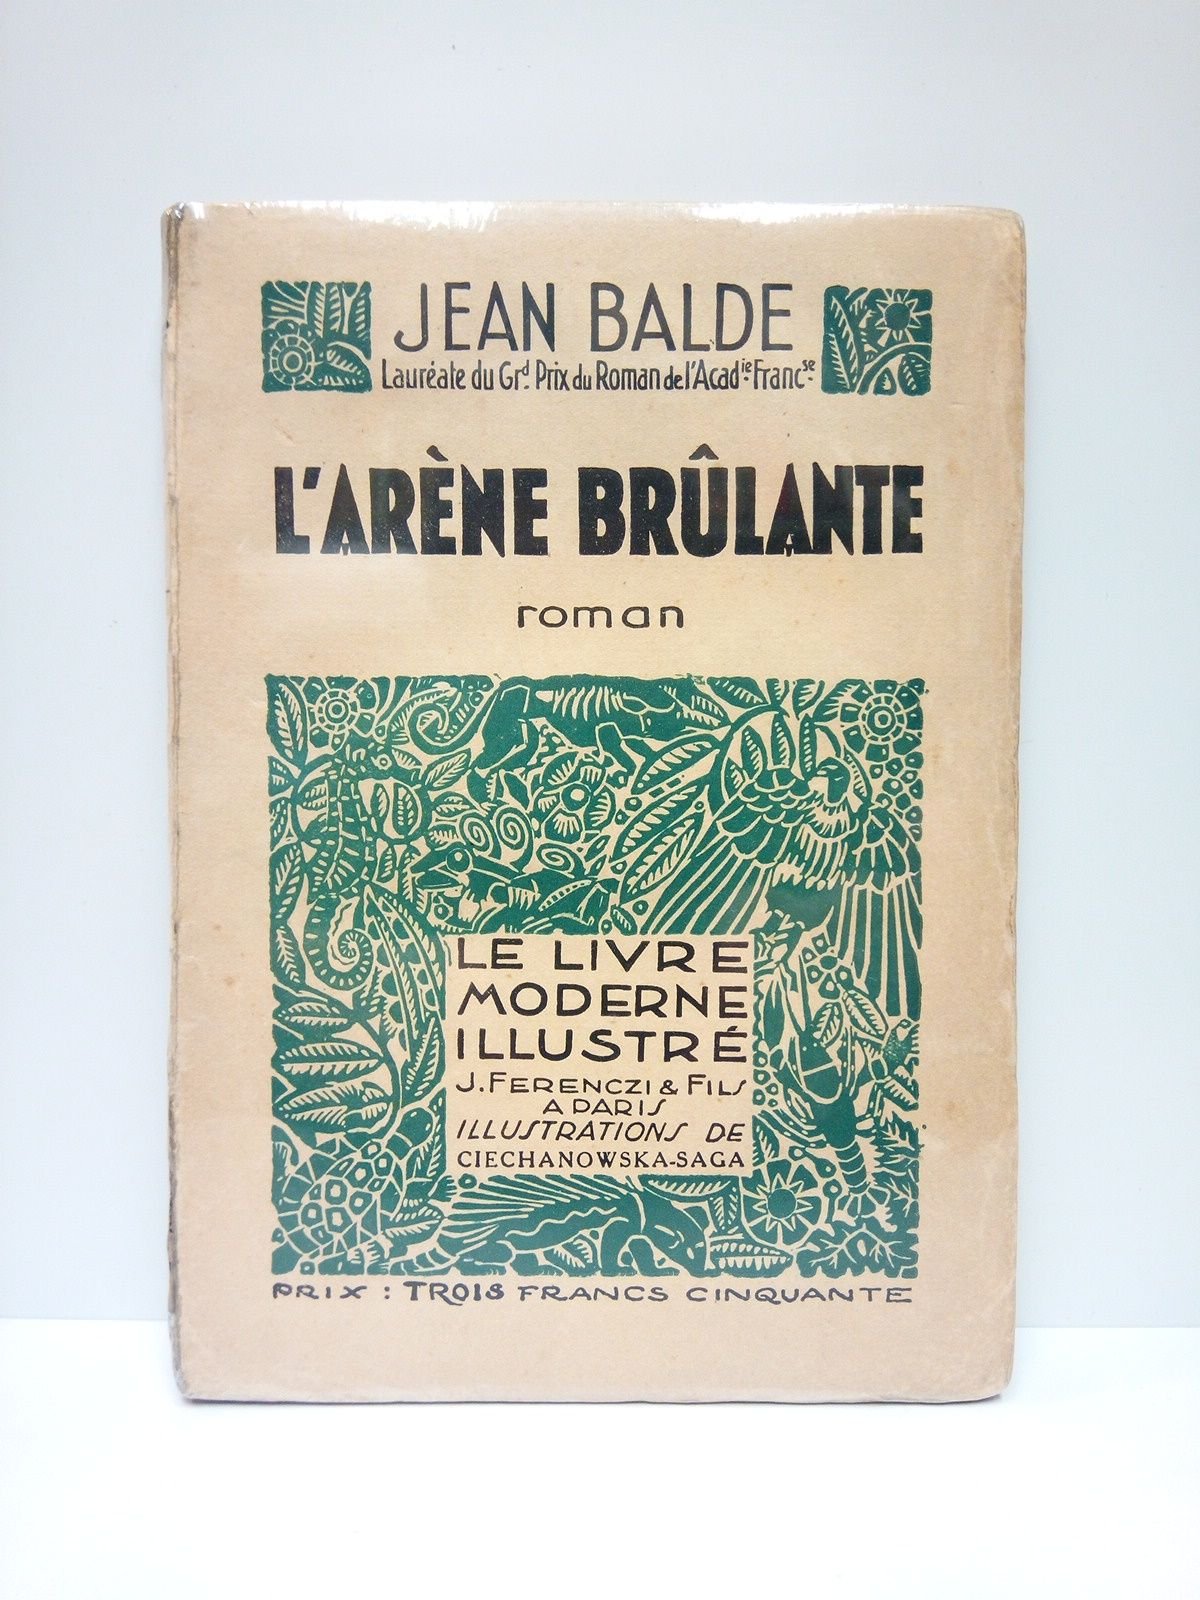 JEAN BALDE
Lauréate du Grd Prix du Roman de l'Acadie Francse
L'ARÈNE BRÛLANTE
roman
LE LIVRE
MODERNE
ILLUSTRÉ
J. FERENCZI & FILS
A PARIS
ILLUSTRATIONS DE
CIECHANOWSKA-SAGA
PRIX : TROIS FRANCS CINQUANTE